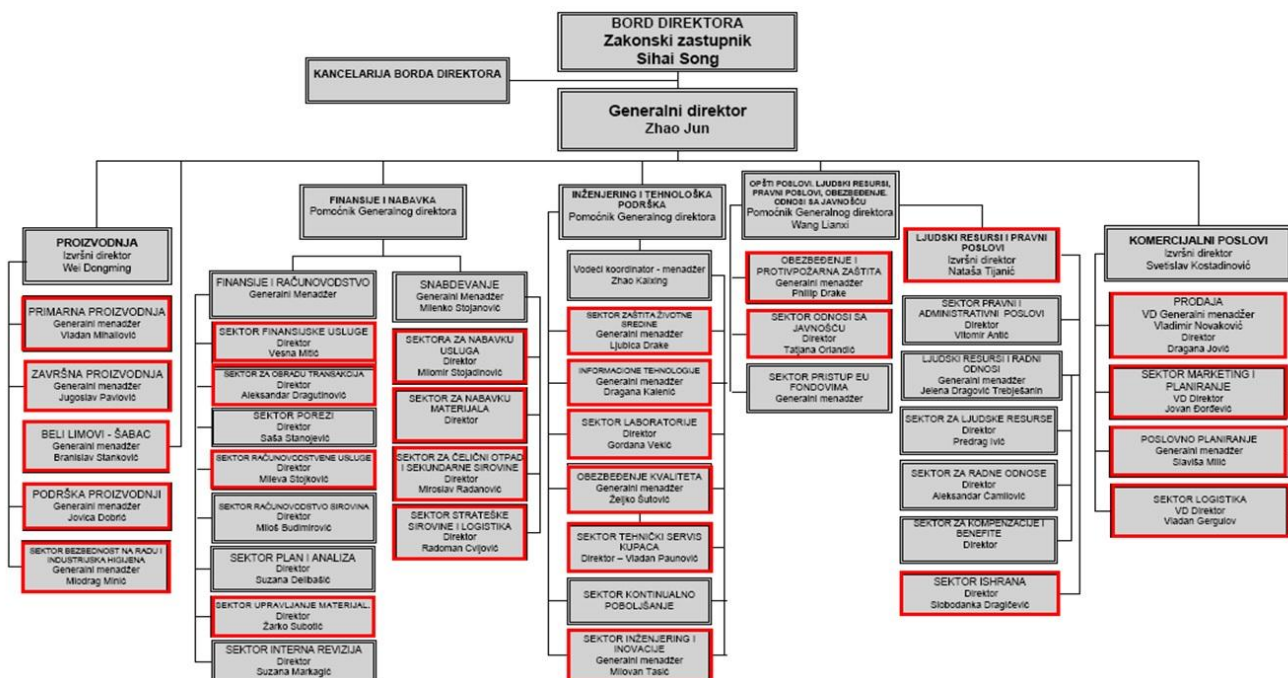 BORD DIREKTORA
Zakonski zastupnik
Sihai Song
KANCELARIJA BORDA DIREKTORA
Generalni direktor
Zhao Jun
PROIZVODNJA
Izvršni direktor
Wei Dongming
PRIMARNA PROIZVODNJA
Generalni menadžer
Vladan Mihailović
ZAVRŠNA PROIZVODNJA
Generalni menadžer
Jugoslav Pavlović
BELI LIMOVI - ŠABAC
Generalni menadžer
Branislav Stanković
PODRŠKA PROIZVODNJI
Generalni menadžer
Jovica Dobrić
SEKTOR BEZBEDNOST NA RADU I
INDUSTRIJSKA HIGIJENA
Generalni menadžer
Miodrag Minić
FINANSIJE I NABAVKA
Pomoćnik Generalnog direktora
FINANSIJE I RAČUNOVODSTVO
Generalni Menadžer
SEKTOR FINANSIJSKE USLUGE
Direktor
Vesna Mitić
SEKTOR ZA OBRADU TRANSAKCIJA
Direktor
Aleksandar Dragutinović
SEKTOR POREZI
Direktor
Saša Stanojević
SEKTOR RAČUNOVODSTVENE USLUGE
Direktor
Mileva Stojković
SEKTOR RAČUNOVODSTVO SIROVINA
Direktor
Miloš Budimirović
SEKTOR PLAN I ANALIZA
Direktor
Suzana Delibašić
SEKTOR UPRAVLJANJE MATERIJAL.
Direktor
Žarko Subotić
SEKTOR INTERNA REVIZIJA
Direktor
Suzana Markagić
SNABDEVANJE
Generalni Menadžer
Milenko Stojanović
SEKTORA ZA NABAVKU
USLUGA
Direktor
Milomir Stojadinović
SEKTOR ZA NABAVKU
MATERIJALA
Direktor
SEKTOR ZA ČELIČNI OTPAD
I SEKUNDARNE SIROVINE
Direktor
Miroslav Radanović
SEKTOR STRATEŠKE
SIROVINE I LOGISTIKA
Direktor
Radoman Cvijović
INŽENJERING I TEHNOLOŠKA
PODRŠKA
Pomoćnik Generalnog direktora
Vodeći koordinator - menadžer
Zhao Kaixing
SEKTOR ZAŠTITA ŽIVOTNE
SREDINE
Generalni menadžer
Ljubica Drake
INFORMACIONE TEHNOLOGIJE
Generalni menadžer
Dragana Kalenić
SEKTOR LABORATORIJE
Direktor
Gordana Vekić
OBEZBEĐENJE KVALITETA
Generalni menadžer
Željko Šutović
SEKTOR TEHNIČKI SERVIS
KUPACA
Direktor – Vladan Paunović
SEKTOR KONTINUALNO
POBOLJŠANJE
SEKTOR INŽENJERING I
INOVACIJE
Generalni menadžer
Milovan Tasić
OPŠTI POSLOVI, LJUDSKI RESURSI,
PRAVNI POSLOVI, OBEZBEĐENJE,
ODNOSI SA JAVNOŠĆU
Pomoćnik Generalnog direktora
Wang Lianxi
OBEZBEĐENJE I
PROTIVPOŽARNA ZAŠTITA
Generalni menadžer
Philip Drake
SEKTOR ODNOSI SA
JAVNOŠĆU
Direktor
Tatjana Orlandić
SEKTOR PRISTUP EU
FONDOVIMA
Generalni menadžer
LJUDSKI RESURSI I PRAVNI
POSLOVI
Izvršni direktor
Nataša Tijanić
SEKTOR PRAVNI I
ADMINISTRATIVNI POSLOVI
Direktor
Vitomir Antić
LJUDSKI RESURSI I RADNI
ODNOSI
Generalni menadžer
Jelena Dragović Trebješanin
SEKTOR ZA LJUDSKE RESURSE
Direktor
Predrag Ivić
SEKTOR ZA RADNE ODNOSE
Direktor
Aleksandar Čamilović
SEKTOR ZA KOMPENZACIJE I
BENEFITE
Direktor
SEKTOR ISHRANA
Direktor
Slobodanka Dragičević
KOMERCIJALNI POSLOVI
Izvršni direktor
Svetislav Kostadinović
PRODAJA
VD Generalni menadžer
Vladimir Novaković
Direktor
Dragana Jović
SEKTOR MARKETING I
PLANIRANJE
VD Direktor
Jovan Đorđević
POSLOVNO PLANIRANJE
Generalni menadžer
Slaviša Milić
SEKTOR LOGISTIKA
VD Direktor
Vladan Gergulov